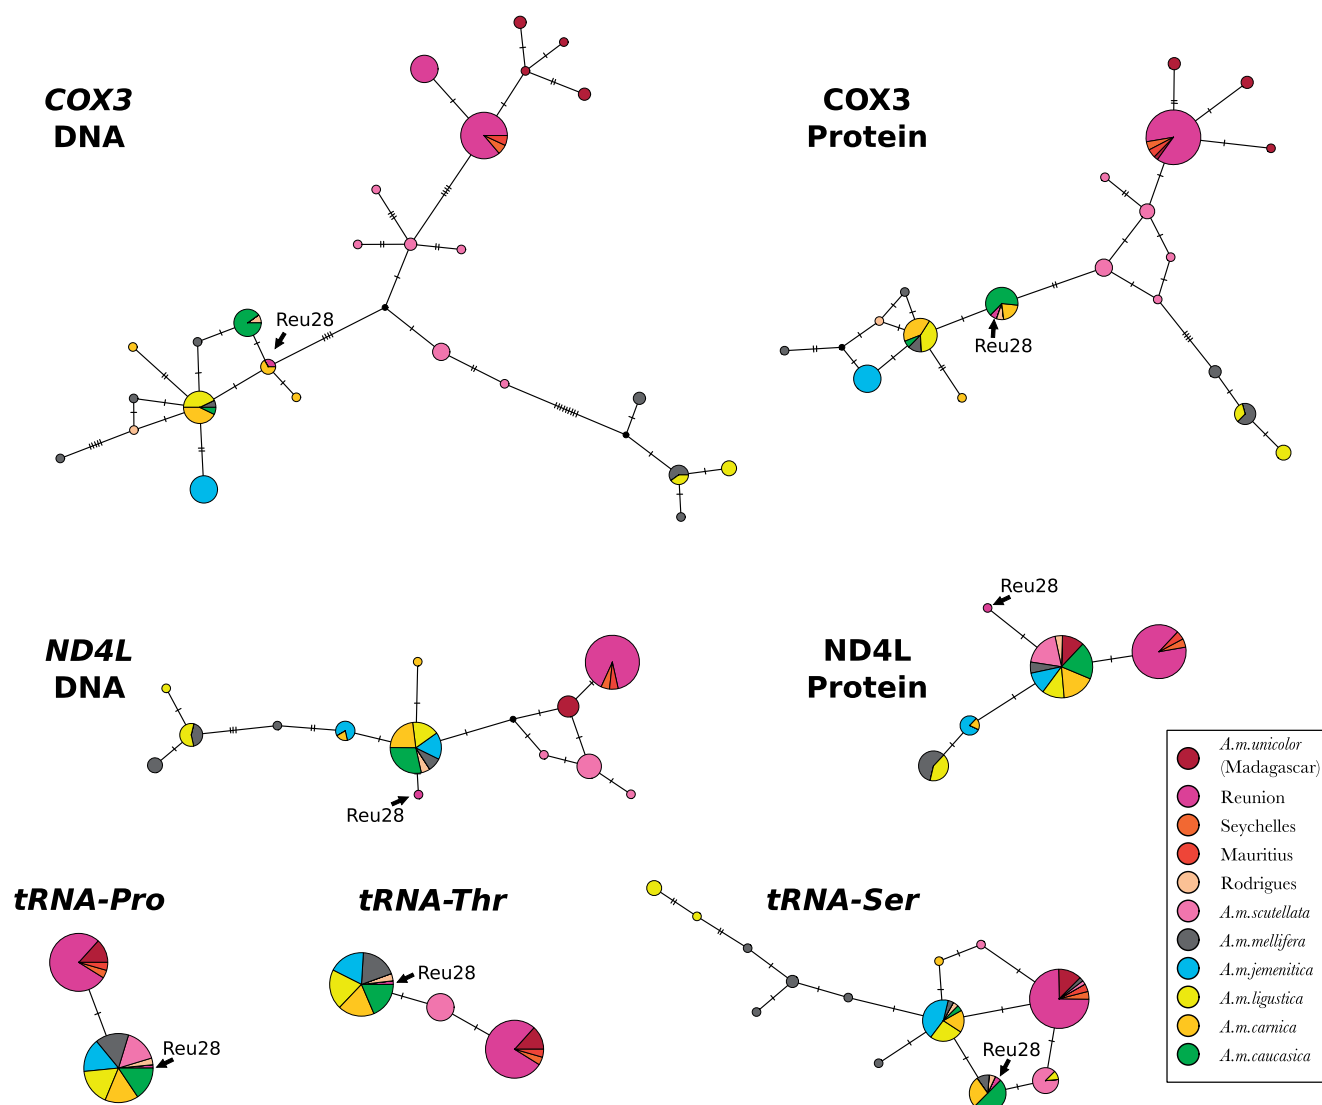 COX3
DNA
COX3
Protein
Reu28
Reu28
ND4L
DNA
ND4L
Protein
Reu28
Reu28
tRNA-Pro
tRNA-Thr
tRNA-Ser
Reu28
Reu28
Reu28
A.m.unicolor
(Madagascar)
Reunion
Seychelles
Mauritius
Rodrigues
A.m.scutellata
A.m.mellifera
A.m.jemenitica
A.m.ligustica
A.m.carnica
A.m.caucasica